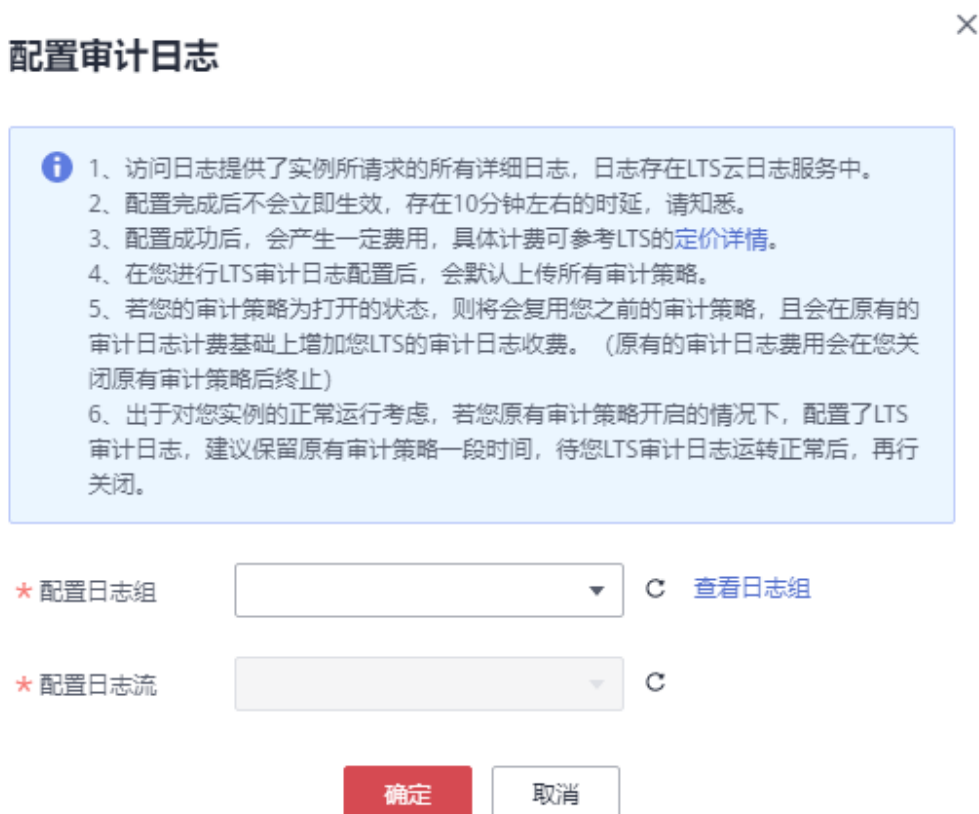 配置审计日志
1、访问日志提供了实例所请求的所有详细日志，日志存在LTS云日志服务中。
2、配置完成后不会立即生效，存在10分钟左右的时延，请知悉。
3、配置成功后，会产生一定费用，具体计费可参考LTS的定价详情。
4、在您进行LTS审计日志配置后，会默认上传所有审计策略。
5、若您的审计策略为打开的状态，则将会复用您之前的审计策略，且会在原有的
审计日志计费基础上增加您LTS的审计日志收费。（原有的审计日志费用会在您关
闭原有审计策略后终止）
6、出于对您实例的正常运行考虑，若您原有审计策略开启的情况下，配置了LTS
审计日志，建议保留原有审计策略一段时间，待您LTS审计日志运转正常后，再行
关闭。
* 配置日志组 查看日志组
* 配置日志流
确定 取消